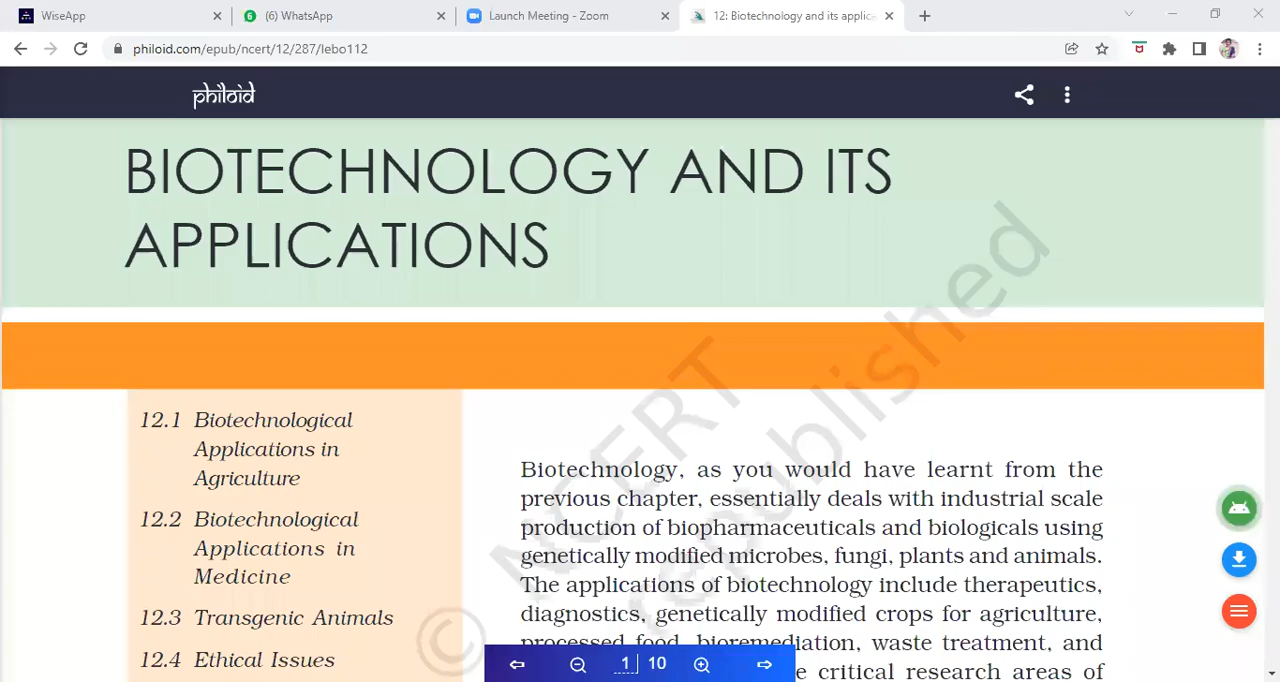 WiseApp
6 (6) WhatsApp
Launch Meeting - Zoom
12: Biotechnology and its applica
philoid.com/epub/ncert/12/287/lebo112
philoid
BIOTECHNOLOGY AND ITS
APPLICATIONS
12.1 Biotechnological
Applications in
Agriculture
12.2 Biotechnological
Applications in
Medicine
12.3 Transgenic Animals
12.4 Ethical Issues
Biotechnology, as you would have learnt from the
previous chapter, essentially deals with industrial scale
production of biopharmaceuticals and biologicals using
genetically modified microbes, fungi, plants and animals.
The applications of biotechnology include therapeutics,
diagnostics, genetically modified crops for agriculture,
processed food, bioremediation, waste treatment, and
critical research areas of
1 10
© NCERT
republished